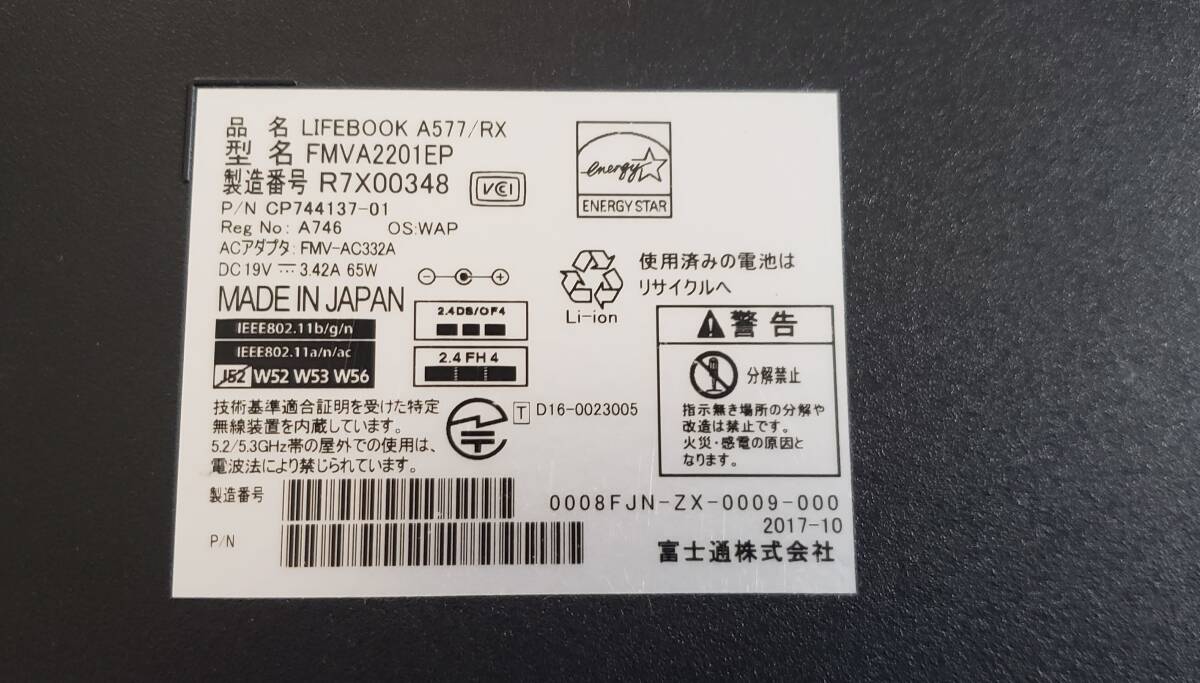 品 名 LIFEBOOK A577/RX
型 名 FMVA2201EP
製造番号 R7X00348
VCCI
P/N CP744137-01
Reg No: A746 OS:WAP
ACアダプタ: FMV-AC332A
DC19V 3.42A 65W
MADE IN JAPAN
IEEE802.11b/g/n
IEEE802.11a/n/ac
J52 W52 W53 W56
2.4DS/OF4
2.4FH4
技術基準適合証明を受けた特定
無線装置を内蔵しています。
5.2/5.3GHz帯の屋外での使用は、
電波法により禁じられています。
T D16-0023005
energy
ENERGY STAR
使用済みの電池は
リサイクルへ
Li-ion
警告
分解禁止
指示無き場所の分解や
改造は禁止です。
火災・感電の原因と
なります。
製造番号
P/N
0008FJN-ZX-0009-000
2017-10
富士通株式会社